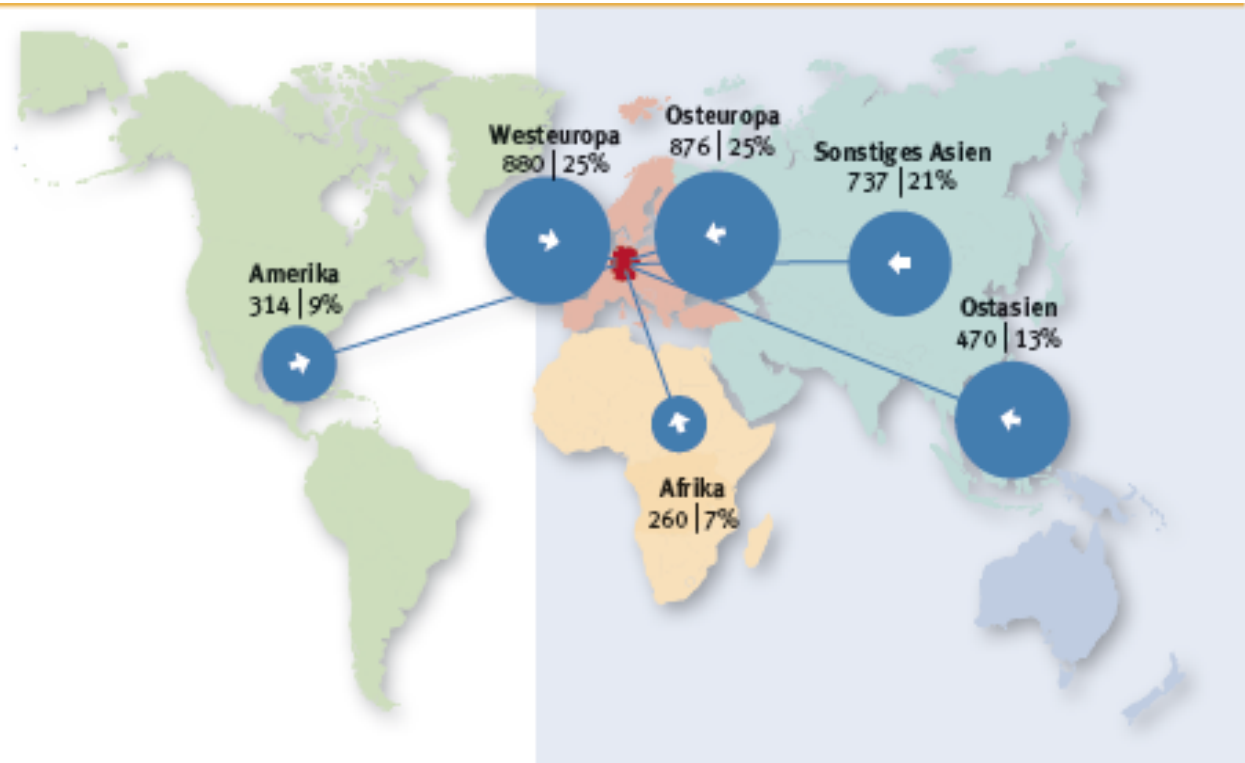 Westeuropa
880 | 25%
Osteuropa
876 | 25%
Sonstiges Asien
737 | 21%
Amerika
314 | 9%
Ostasien
470 | 13%
Afrika
260 | 7%